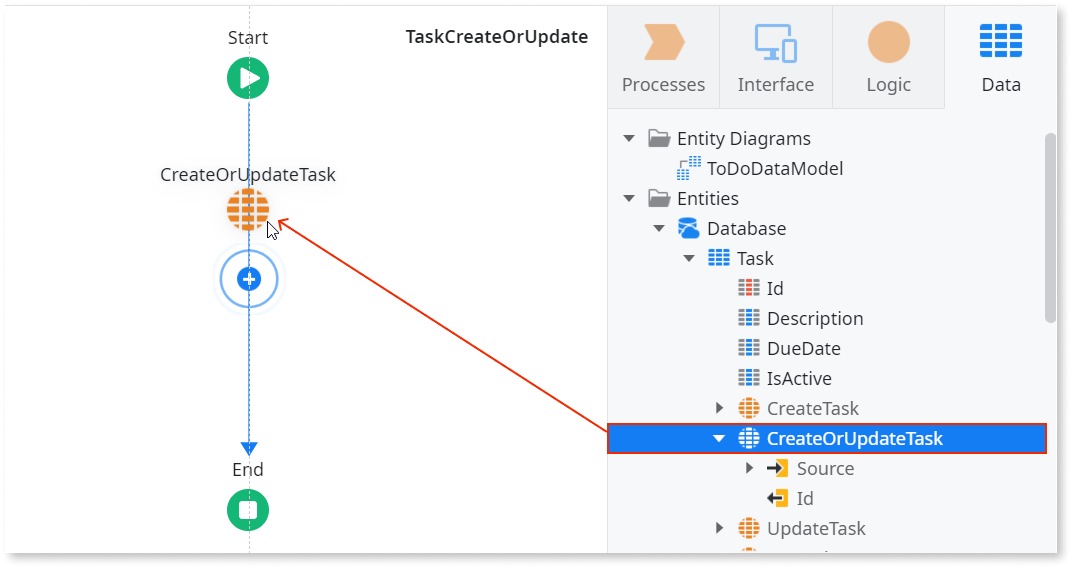 Start
TaskCreateOrUpdate
CreateOrUpdateTask
End
Processes
Interface
Logic
Data
Entity Diagrams
ToDoDataModel
Entities
Database
Task
Id
Description
DueDate
IsActive
CreateTask
CreateOrUpdateTask
Source
Id
UpdateTask